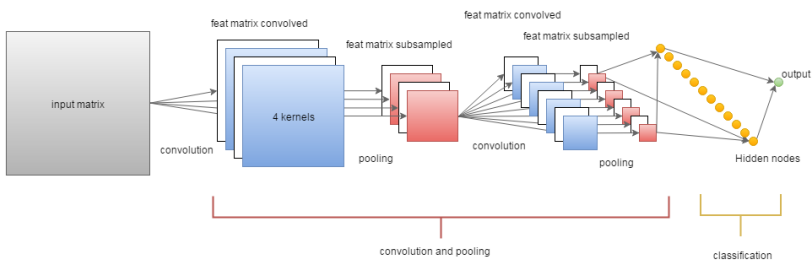 feat matrix convolved
feat matrix convolved
feat matrix subsampled
feat matrix subsampled
input matrix
4 kernels
output
convolution
pooling
convolution
pooling
Hidden nodes
convolution and pooling
classification